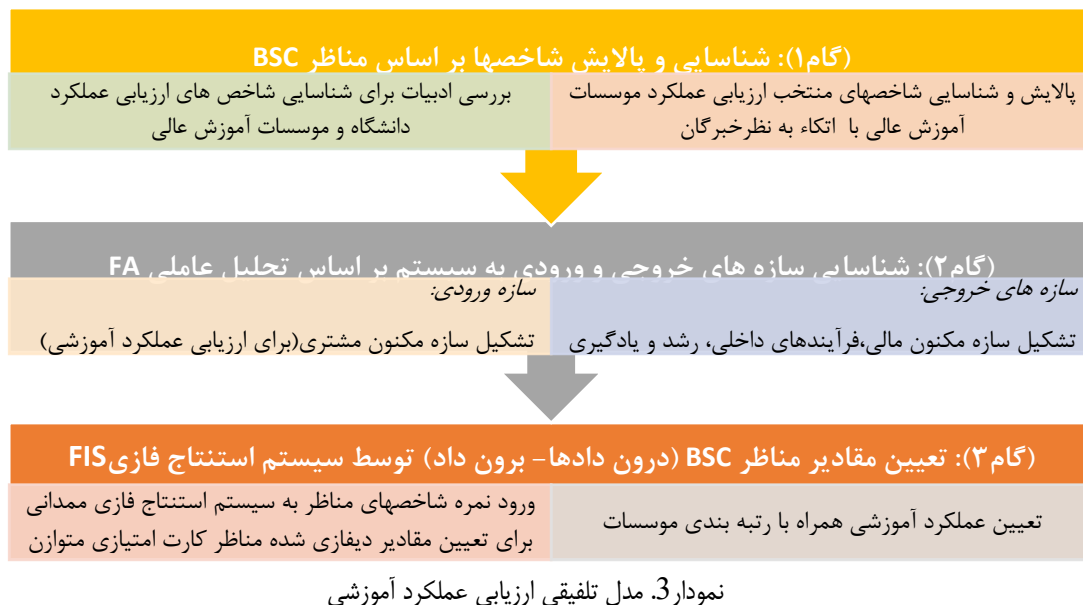 (گام۱): شناسایی و پالایش شاخصها بر اساس مناظر BSC
پالایش و شناسایی شاخصهای منتخب ارزیابی عملکرد موسسات
آموزش عالی با اتکاء به نظرخبرگان
بررسی ادبیات برای شناسایی شاخص های ارزیابی عملکرد
دانشگاه و موسسات آموزش عالی
(گام۲): شناسایی سازه های خروجی و ورودی به سیستم بر اساس تحلیل عاملی FA
سازه های خروجی:
تشکیل سازه مکنون مالی،فرآیندهای داخلی، رشد و یادگیری
سازه ورودی:
تشکیل سازه مکنون مشتری(برای ارزیابی عملکرد آموزشی)
(گام۳): تعیین مقادیر مناظر BSC (درون دادها- برون داد) توسط سیستم استنتاج فازیFIS
تعیین عملکرد آموزشی همراه با رتبه بندی موسسات
ورود نمره شاخصهای مناظر به سیستم استنتاج فازی ممدانی
برای تعیین مقادیر دیفازی شده مناظر کارت امتیازی متوازن
نمودار3. مدل تلفیقی ارزیابی عملکرد آموزشی